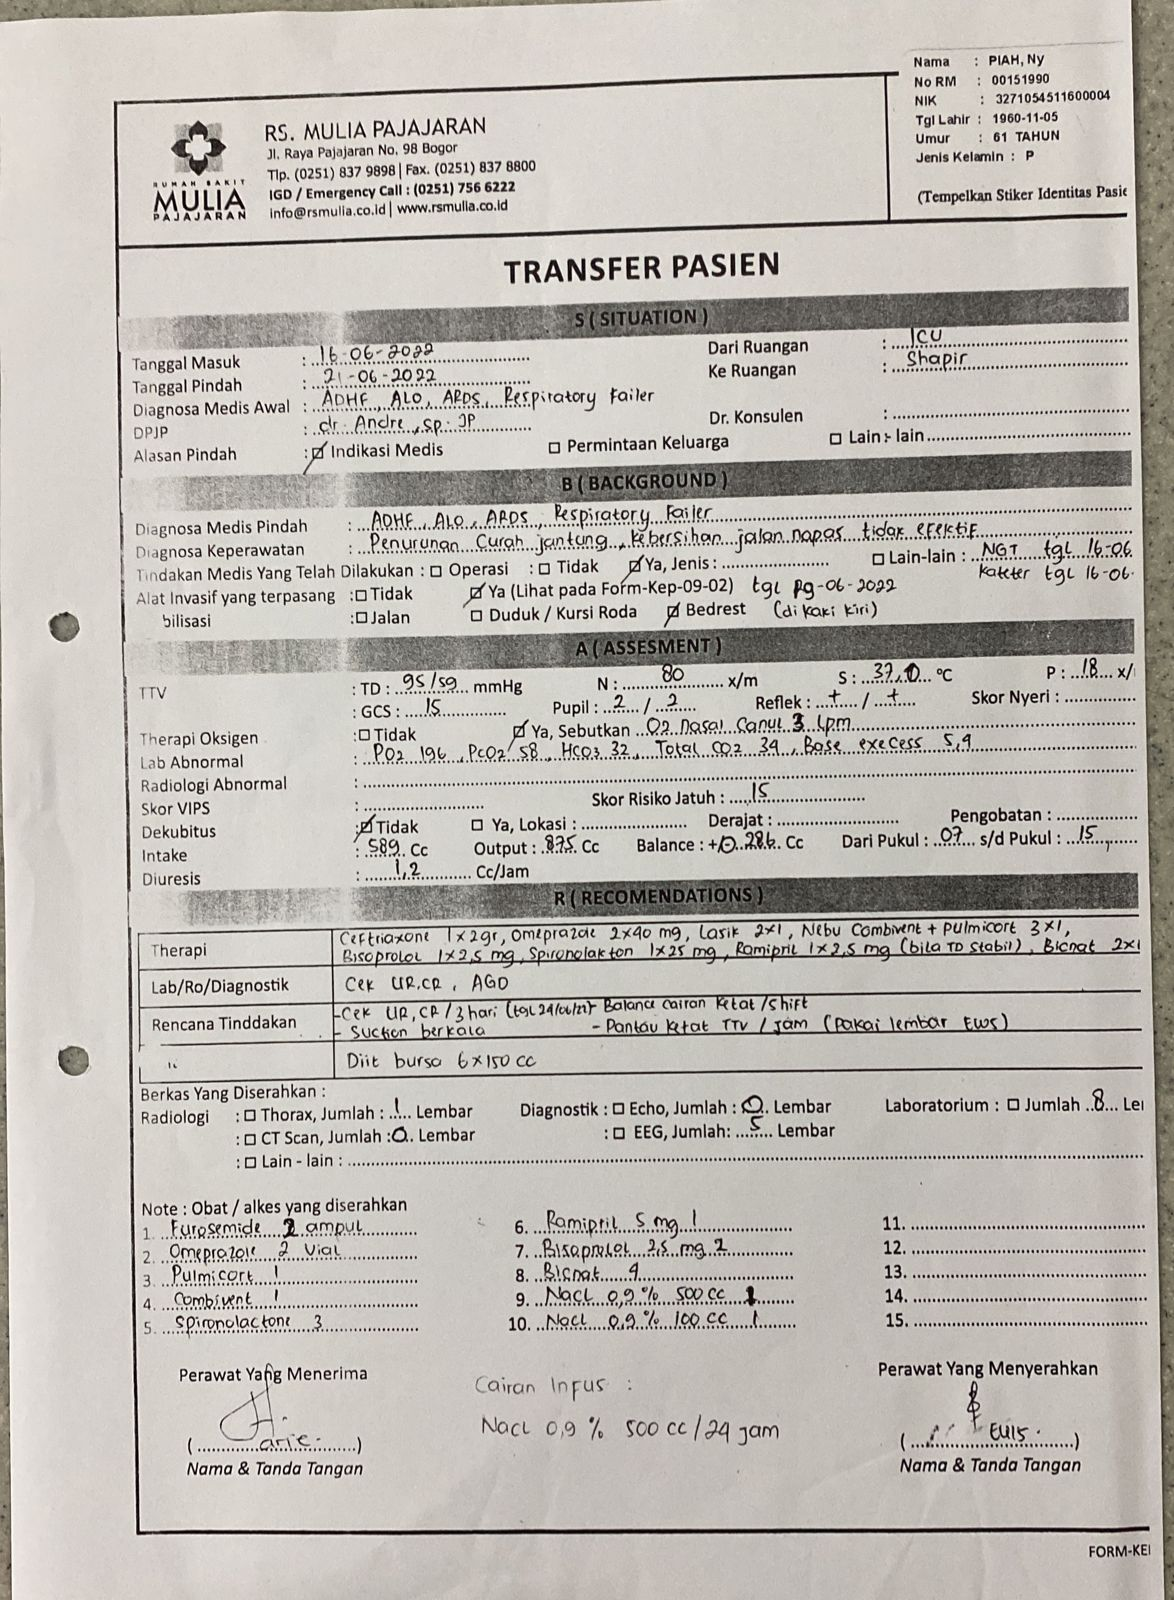 Nama : PIAH, Ny
No RM : 00151990
NIK : 3271054511600004
Tgl Lahir : 1960-11-05
Umur : 61 TAHUN
Jenis Kelamin : P
(Tempelkan Stiker Identitas Pasie
RUMAH SAKIT
MULIA
PAJAJARAN
RS. MULIA PAJAJARAN
Jl. Raya Pajajaran No. 98 Bogor
Tlp. (0251) 837 9898 | Fax. (0251) 837 8800
IGD / Emergency Call : (0251) 756 6222
info@rsmulia.co.id | www.rsmulia.co.id
TRANSFER PASIEN
S ( SITUATION )
Tanggal Masuk : 16-06-2022 Dari Ruangan : ICU
Tanggal Pindah : 21-06-2022 Ke Ruangan : Shapir
Diagnosa Medis Awal : ADHF, ALO, ARDS, Respiratory Failer
DPJP : dr. Andre, sp. JP Dr. Konsulen :
Alasan Pindah : ☑ Indikasi Medis ☐ Permintaan Keluarga ☐ Lain - lain
B ( BACKGROUND )
Diagnosa Medis Pindah : ADHF, ALO, ARDS, Respiratory Failer
Diagnosa Keperawatan : Penurunan Curah jantung, kebersihan jalan napas tidak efektif
Tindakan Medis Yang Telah Dilakukan : ☐ Operasi : ☐ Tidak ☑ Ya, Jenis : ☐ Lain-lain : NGT tgl 16-06
Kateter tgl 16-06-
Alat Invasif yang terpasang : ☐ Tidak ☑ Ya (Lihat pada Form-Kep-09-02) tgl -06-2022
bilisasi : ☐ Jalan ☐ Duduk / Kursi Roda ☑ Bedrest (di kaki kiri)
A ( ASSESMENT )
TTV : TD : 95/59 mmHg N : 80 x/m S : 37,0 °C P : 18 x/
: GCS : 15 Pupil : 2 / 2 Reflek : + / + Skor Nyeri :
Therapi Oksigen : ☐ Tidak ☑ Ya, Sebutkan O2 nasal Canul 3 lpm
Lab Abnormal : PO2 196, PCO2 58, HCO3 32, Total CO2 34, Base execess 5,9
Radiologi Abnormal :
Skor VIPS : Skor Risiko Jatuh : 15
Dekubitus : ☑ Tidak ☐ Ya, Lokasi : Derajat : Pengobatan :
Intake : 589 Cc Output : 875 Cc Balance : 286 Cc Dari Pukul : 07 s/d Pukul : 15
Diuresis : 1,2 Cc/Jam
R ( RECOMENDATIONS )
Therapi Ceftriaxone 1x2gr, Omeprazole 2x40 mg, Lasik 2x1, Nebu Combivent + pulmicort 3x1,
Bisoprolol 1x2,5 mg, Spironolakton 1x25 mg, Ramipril 1x2,5 mg (bila TD stabil), Bicnat 2x1
Lab/Ro/Diagnostik Cek UR, CR, AGD
Rencana Tinddakan - Cek UR, CR / 3 hari (tgl 24/06/22) - Balance cairan ketat / shift
- Suction berkala - Pantau ketat TTV / jam (pakai lembar EWS)
Diit bursa 6x150 cc
Berkas Yang Diserahkan :
Radiologi : ☐ Thorax, Jumlah : 1 Lembar Diagnostik : ☐ Echo, Jumlah : 0 Lembar Laboratorium : ☐ Jumlah 8 Le
: ☐ CT Scan, Jumlah : 0 Lembar : ☐ EEG, Jumlah: 5 Lembar
: ☐ Lain - lain :
Note : Obat / alkes yang diserahkan
1. Furosemide 2 ampul
2. Omeprazole 2 Vial
3. Pulmicort 1
4. Combivent 1
5. Spironolactone 3
6. Ramipril 5 mg 1
7. Bisoprolol 2,5 mg 2
8. Bicnat 4
9. Nacl 0,9 % 500 cc 1
10. Nacl 0,9 % 100 cc 1
11.
12.
13.
14.
15.
Perawat Yang Menerima
( arie )
Nama & Tanda Tangan
Cairan Infus :
Nacl 0,9 % 500 cc / 24 jam
Perawat Yang Menyerahkan
( Euis )
Nama & Tanda Tangan
FORM-KE